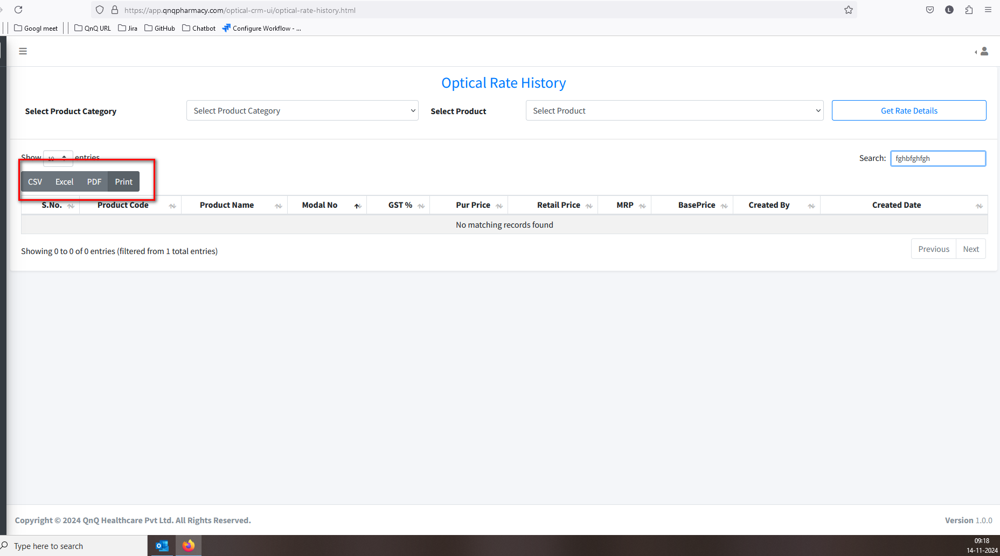 https://app.qnqpharmacy.com/optical-crm-ui/optical-rate-history.html
L
Googl meet QnQ URL Jira GitHub Chatbot Configure Workflow - ...
Optical Rate History
Select Product Category Select Product Category Select Product Select Product Get Rate Details
Show 10 entries Search: fghbfghfgh
CSV Excel PDF Print
S.No. Product Code Product Name Modal No GST % Pur Price Retail Price MRP BasePrice Created By Created Date
No matching records found
Showing 0 to 0 of 0 entries (filtered from 1 total entries) Previous Next
Copyright © 2024 QnQ Healthcare Pvt Ltd. All Rights Reserved. Version 1.0.0
Type here to search 09:18
14-11-2024